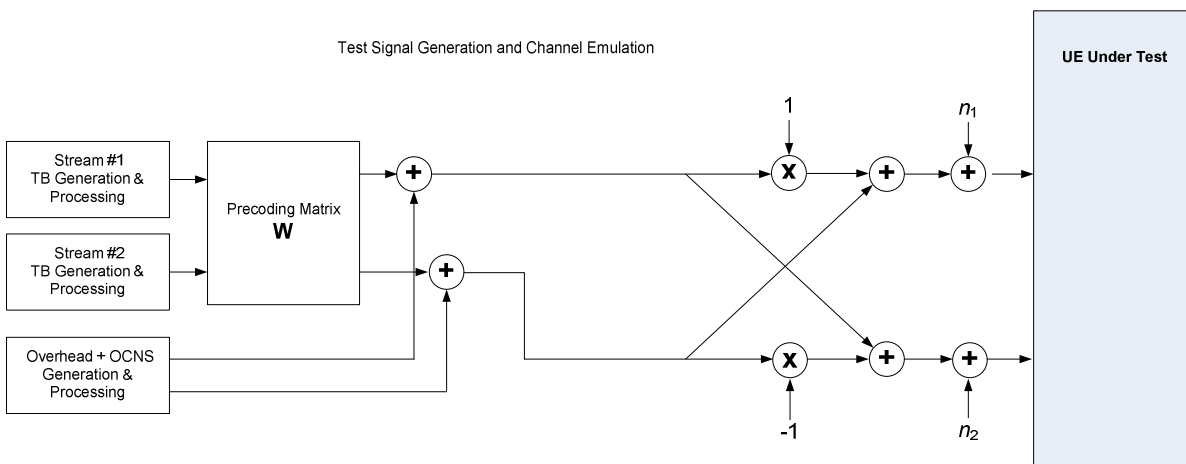 Test Signal Generation and Channel Emulation
UE Under Test
1
n1
Stream #1
TB Generation &
Processing
+
x
+
+
Precoding Matrix
W
Stream #2
TB Generation &
Processing
+
Overhead + OCNS
Generation &
Processing
x
+
+
-1
n2